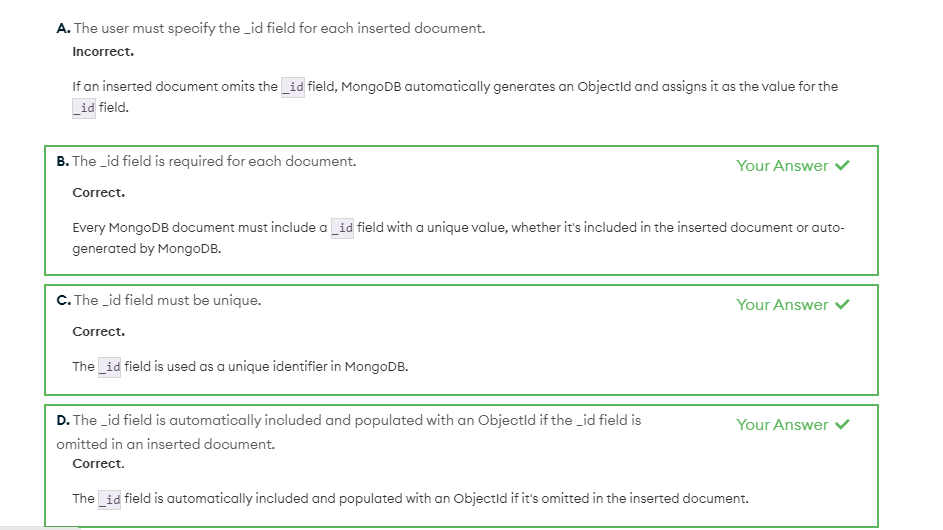 A. The user must specify the _id field for each inserted document.
Incorrect.
If an inserted document omits the _id field, MongoDB automatically generates an ObjectId and assigns it as the value for the
_id field.
B. The _id field is required for each document.
Your Answer ✓
Correct.
Every MongoDB document must include a _id field with a unique value, whether it's included in the inserted document or auto-
generated by MongoDB.
C. The _id field must be unique.
Your Answer ✓
Correct.
The _id field is used as a unique identifier in MongoDB.
D. The _id field is automatically included and populated with an ObjectId if the _id field is
Your Answer ✓
omitted in an inserted document.
Correct.
The _id field is automatically included and populated with an ObjectId if it's omitted in the inserted document.